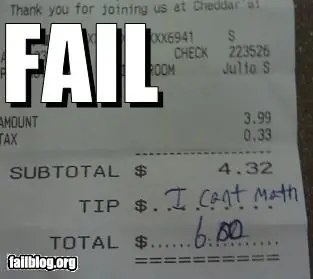 Thank you for joining us at Cheddar's!
XXX6941 S
CHECK 223526
ROOM Julio S
FAIL
AMOUNT 3.99
TAX 0.33
SUBTOTAL $ 4.32
TIP $ I cant math
TOTAL $ 6.00
failblog.org